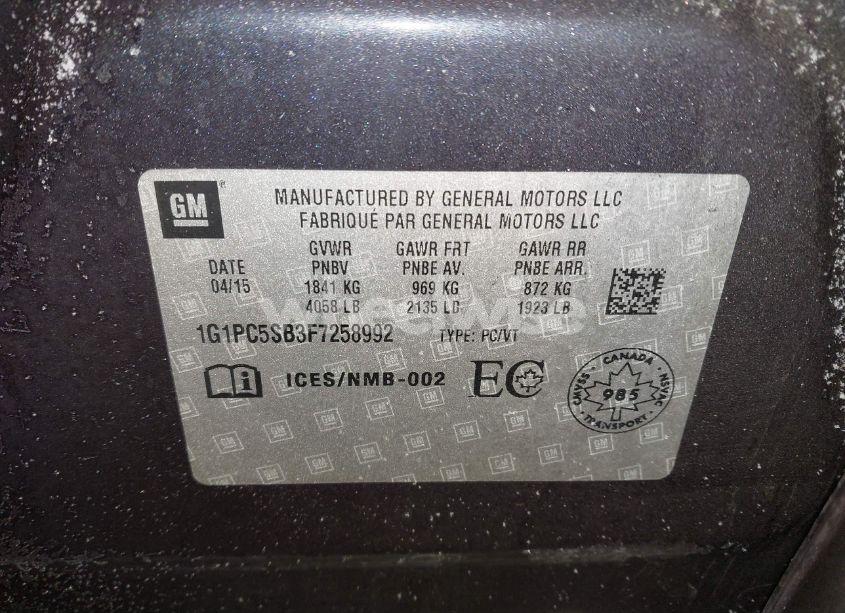 GM
MANUFACTURED BY GENERAL MOTORS LLC
FABRIQUÉ PAR GENERAL MOTORS LLC
DATE
04/15
GVWR
PNBV
1841 KG
4058 LB
GAWR FRT
PNBE AV.
969 KG
2135 LB
GAWR RR
PNBE ARR.
872 KG
1923 LB
1G1PC5SB3F7258992
TYPE: PC/VT
i ICES/NMB-002
EC
CANADA
CMVSS 985 NSVAC
TRANSPORT